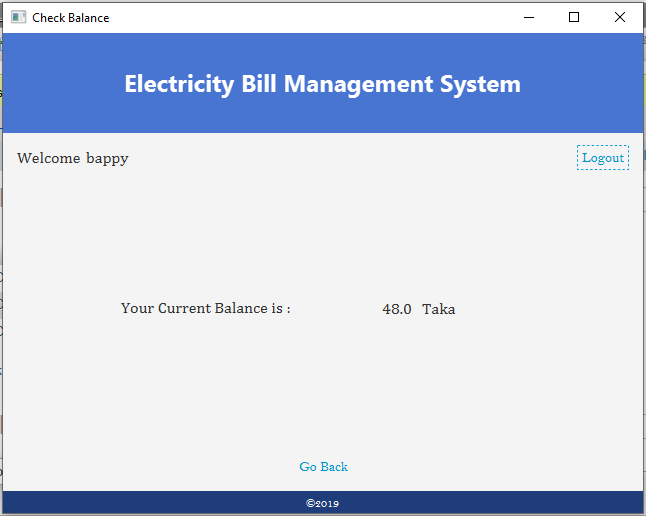 Check Balance
Electricity Bill Management System
Welcome bappy
Logout
Your Current Balance is : 48.0 Taka
Go Back
©2019